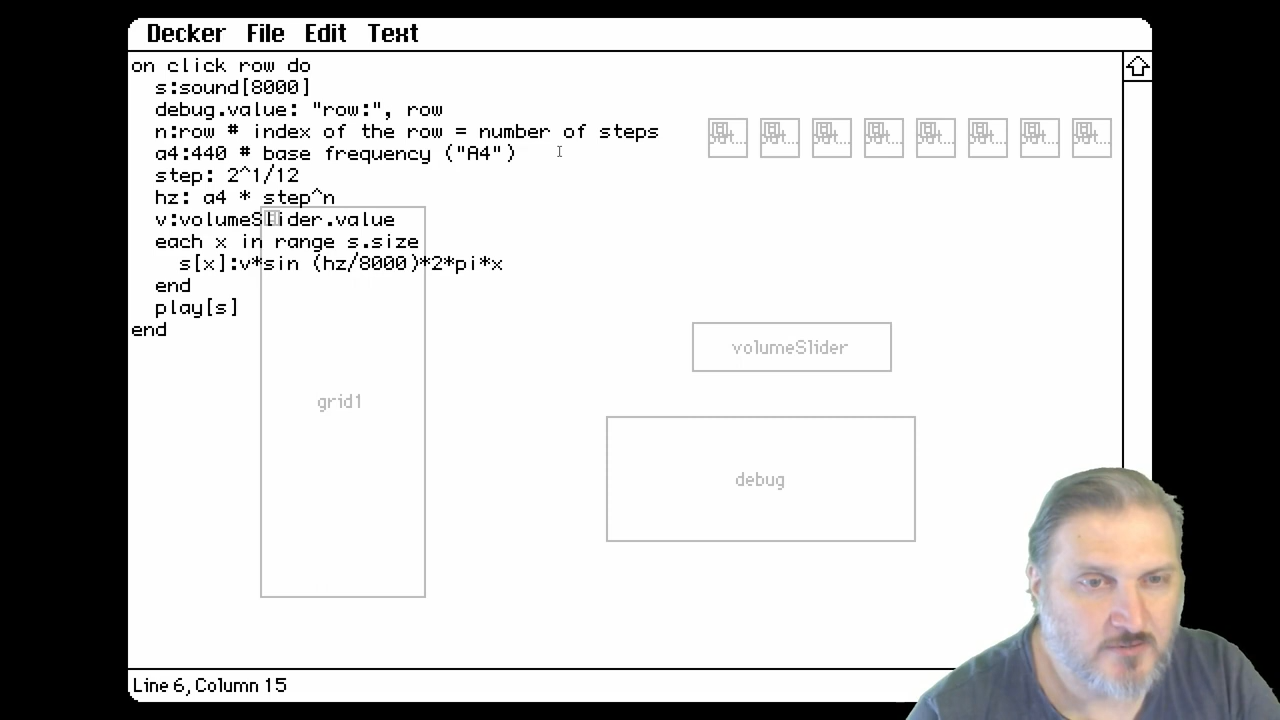 Decker File Edit Text
on click row do
s:sound[8000]
debug.value: "row:", row
n:row # index of the row = number of steps
a4:440 # base frequency ("A4")
step: 2^1/12
hz: a4 * step^n
v:volumeSlider.value
each x in range s.size
s[x]:v*sin (hz/8000)*2*pi*x
end
play[s]
end
volumeSlider
grid1
debug
Line 6, Column 15